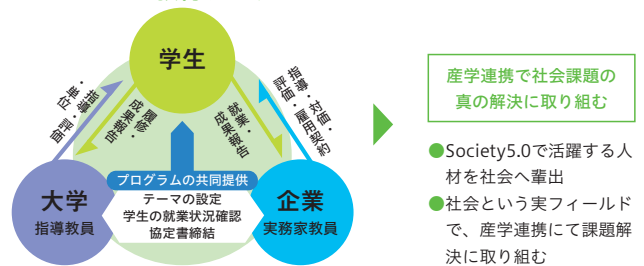 学生
指導・
単位・評価
履修・
成果報告
就業・
成果報告
指導・対価・
評価・雇用契約
プログラムの共同提供
テーマの設定
学生の就業状況確認
協定書締結
大学
指導教員
企業
実務家教員
産学連携で社会課題の
真の解決に取り組む
●Society5.0で活躍する人
材を社会へ輩出
●社会という実フィールド
で、産学連携にて課題解
決に取り組む